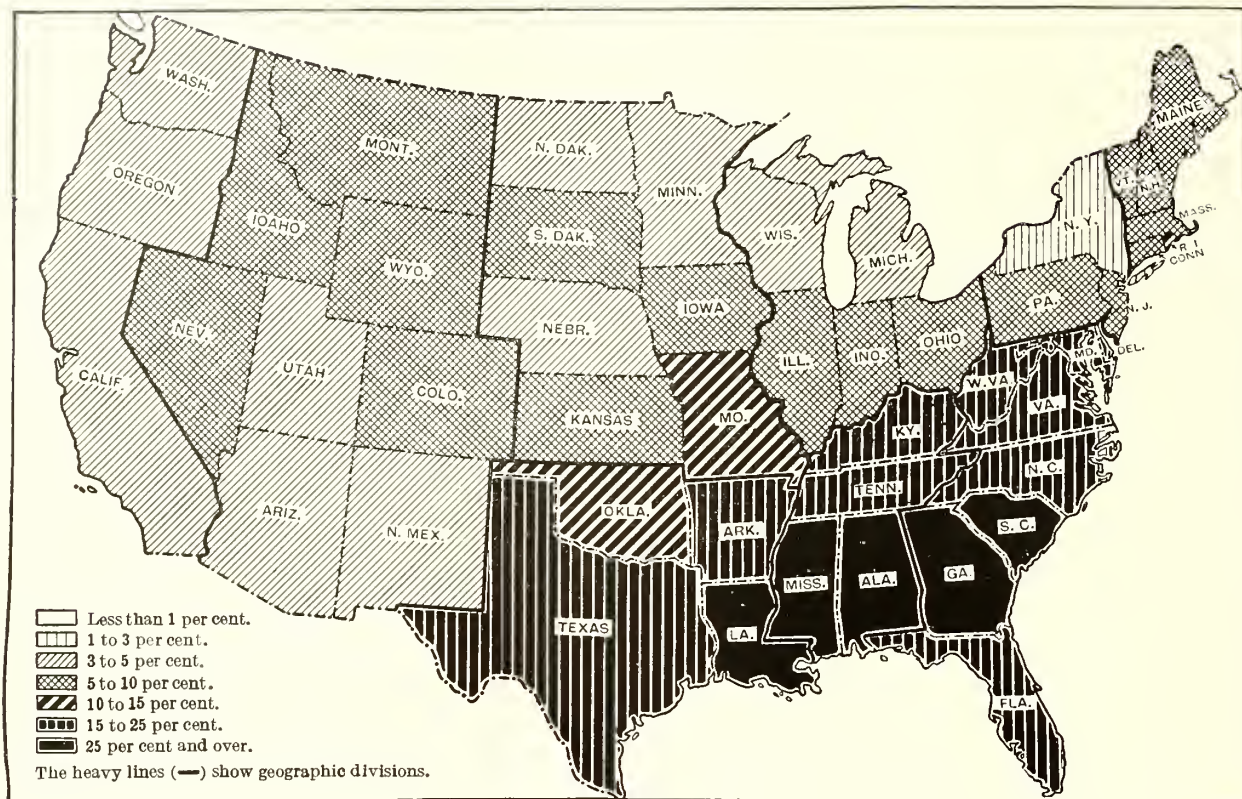 WASH.
MONT.
N. DAK.
MINN.
MAINE
OREGON
IOAHO
S. DAK.
WIS.
MICH.
VT.
N.H.
N.Y.
MASS.
R. I
CONN
WYO.
IOWA
PA.
N. J.
NEV.
NEBR.
ILL.
INO.
OHIO
UTAH
COLO.
MD.
DEL.
CALIF.
KANSAS
MO.
W.VA.
VA.
KY.
ARIZ.
N. MEX.
OKLA.
ARK.
TENN.
N. C.
S. C.
MISS.
ALA.
GA.
TEXAS
LA.
FLA.
Less than 1 per cent.
1 to 3 per cent.
3 to 5 per cent.
5 to 10 per cent.
10 to 15 per cent.
15 to 25 per cent.
25 per cent and over.
The heavy lines (—) show geographic divisions.